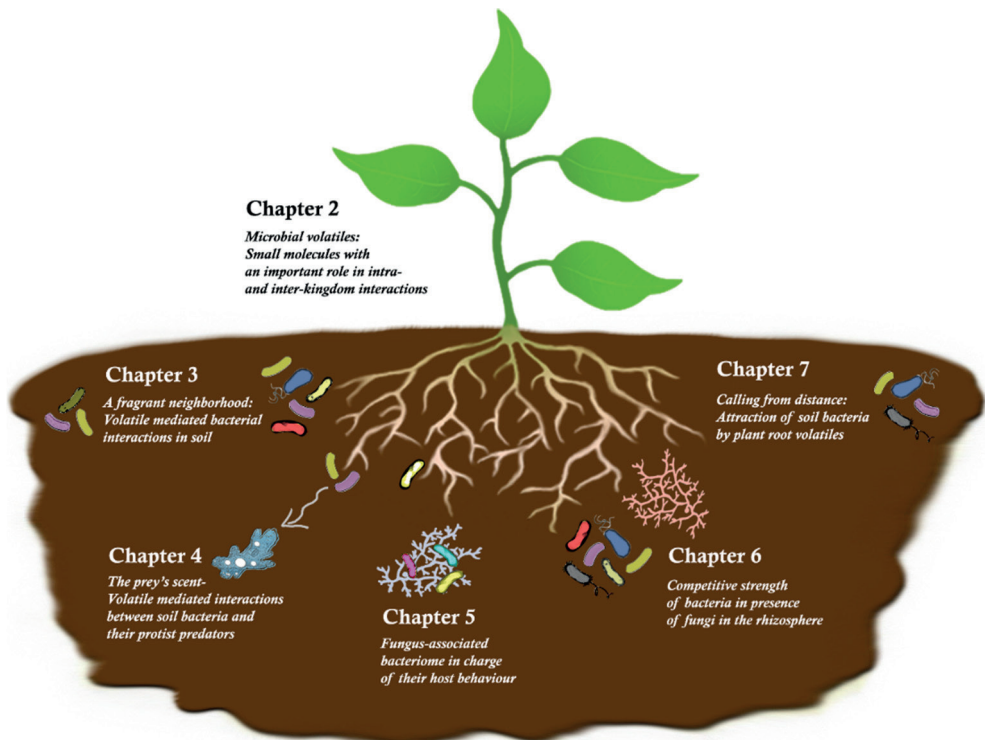 Chapter 2
Microbial volatiles:
Small molecules with
an important role in intra-
and inter-kingdom interactions
Chapter 3
A fragrant neighborhood:
Volatile mediated bacterial
interactions in soil
Chapter 7
Calling from distance:
Attraction of soil bacteria
by plant root volatiles
Chapter 4
The prey's scent-
Volatile mediated interactions
between soil bacteria and
their protist predators
Chapter 5
Fungus-associated
bacteriome in charge
of their host behaviour
Chapter 6
Competitive strength
of bacteria in presence
of fungi in the rhizosphere